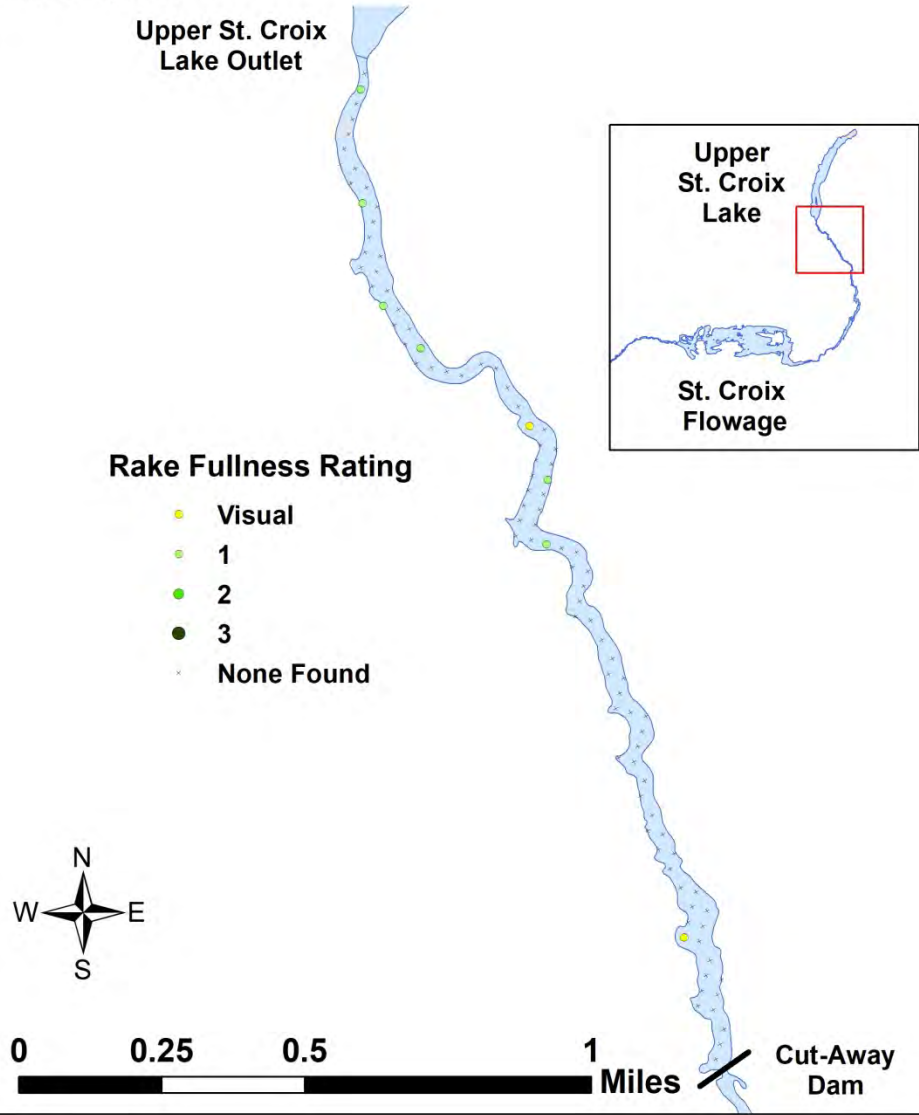 Upper St. Croix
Lake Outlet
Upper
St. Croix
Lake
St. Croix
Flowage
Rake Fullness Rating
Visual
1
2
3
None Found
N
W E
S
0 0.25 0.5 1
Miles
Cut-Away
Dam